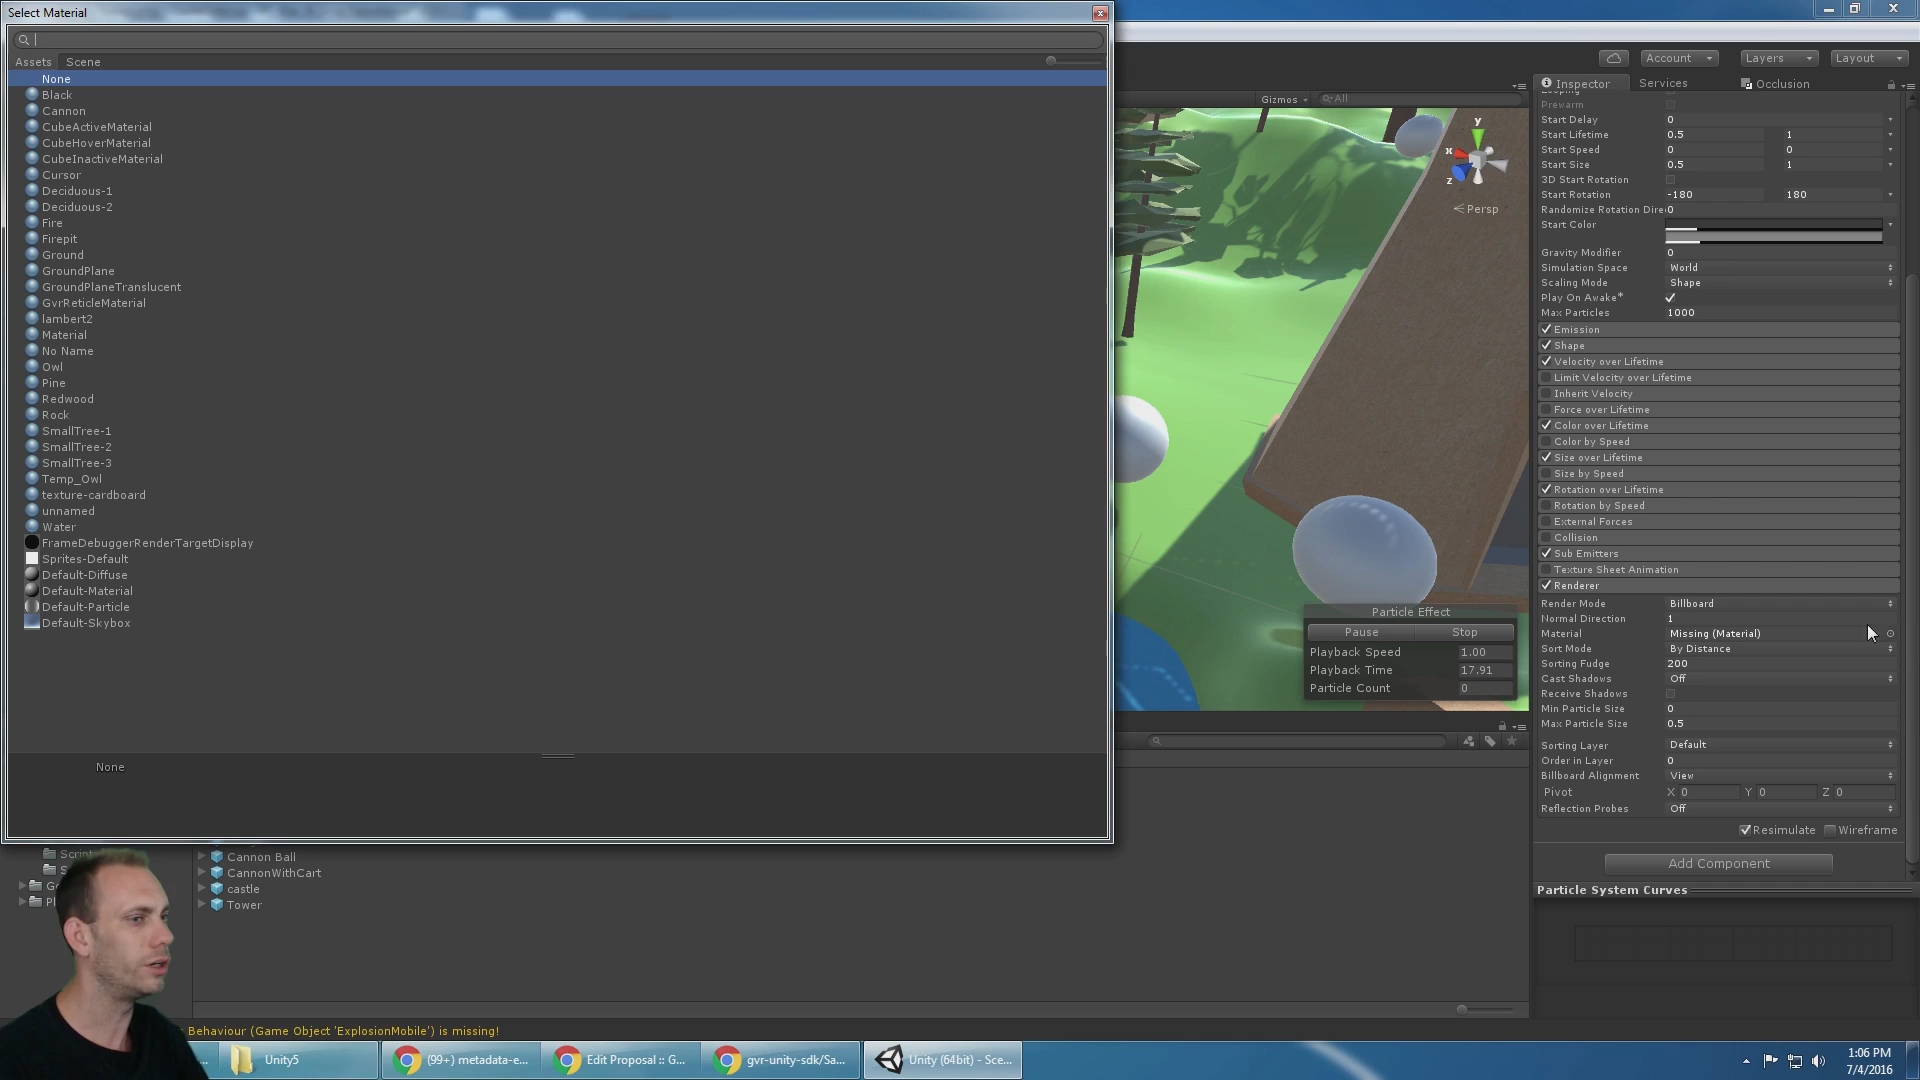 Select Material
Assets Scene
None
Black
Cannon
CubeActiveMaterial
CubeHoverMaterial
CubeInactiveMaterial
Cursor
Deciduous-1
Deciduous-2
Fire
Firepit
Ground
GroundPlane
GroundPlaneTranslucent
GvrReticleMaterial
lambert2
Material
No Name
Owl
Pine
Redwood
Rock
SmallTree-1
SmallTree-2
SmallTree-3
Temp_Owl
texture-cardboard
unnamed
Water
FrameDebuggerRenderTargetDisplay
Sprites-Default
Default-Diffuse
Default-Material
Default-Particle
Default-Skybox
None
Cannon Ball
CannonWithCart
castle
Tower
Behaviour (Game Object 'ExplosionMobile') is missing!
Gizmos All
y
x
z
Persp
Particle Effect
Pause Stop
Playback Speed 1.00
Playback Time 17.91
Particle Count 0
Account Layers Layout
Inspector Services Occlusion
Prewarm
Start Delay 0
Start Lifetime 0.5 1
Start Speed 0 0
Start Size 0.5 1
3D Start Rotation
Start Rotation -180 180
Randomize Rotation Dire 0
Start Color
Gravity Modifier 0
Simulation Space World
Scaling Mode Shape
Play On Awake*
Max Particles 1000
Emission
Shape
Velocity over Lifetime
Limit Velocity over Lifetime
Inherit Velocity
Force over Lifetime
Color over Lifetime
Color by Speed
Size over Lifetime
Size by Speed
Rotation over Lifetime
Rotation by Speed
External Forces
Collision
Sub Emitters
Texture Sheet Animation
Renderer
Render Mode Billboard
Normal Direction 1
Material Missing (Material)
Sort Mode By Distance
Sorting Fudge 200
Cast Shadows Off
Receive Shadows
Min Particle Size 0
Max Particle Size 0.5
Sorting Layer Default
Order in Layer 0
Billboard Alignment View
Pivot X 0 Y 0 Z 0
Reflection Probes Off
Resimulate Wireframe
Add Component
Particle System Curves
... Unity5 (99+) metadata-e... Edit Proposal :: G... gvr-unity-sdk/Sa... Unity (64bit) - Sce...
1:06 PM
7/4/2016